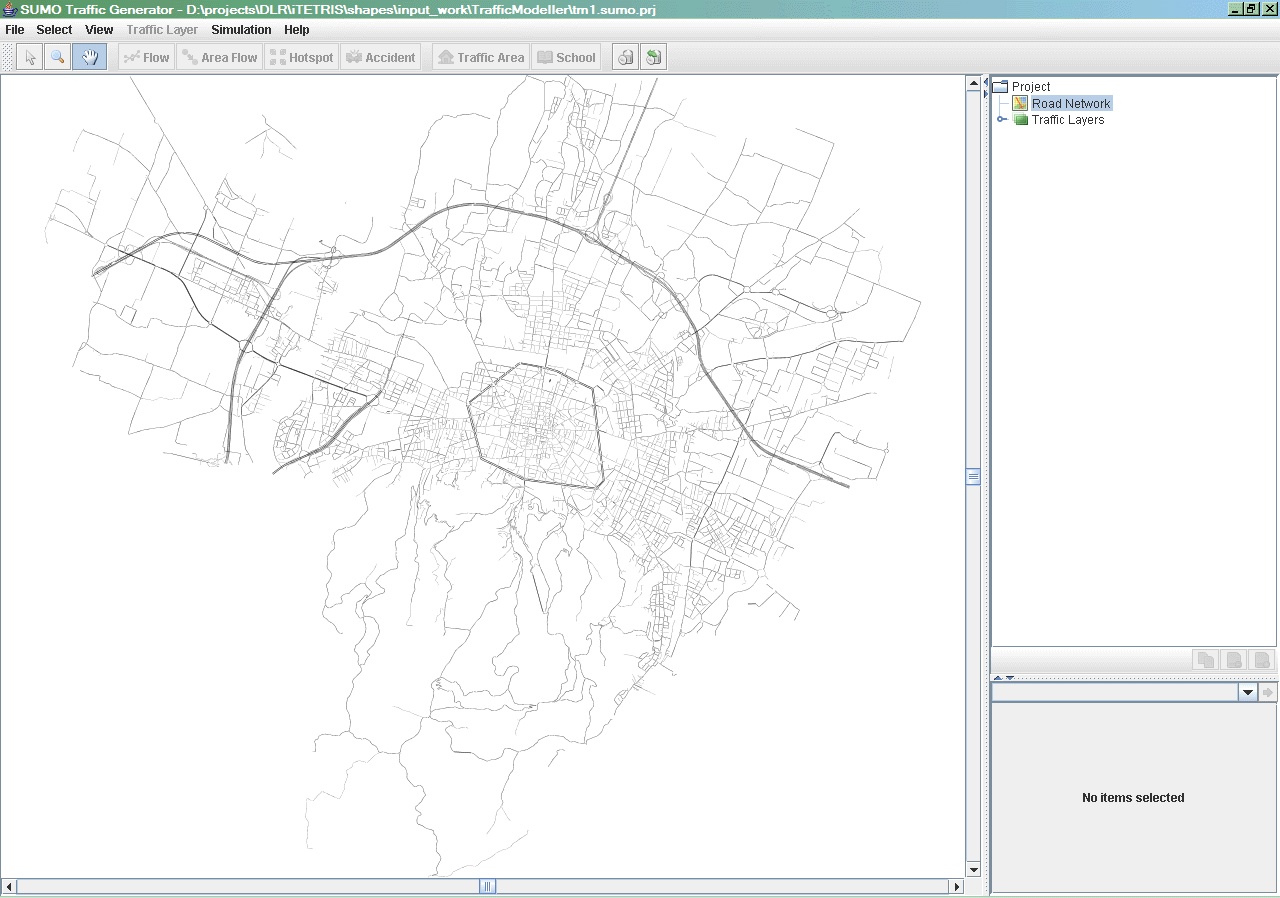 SUMO Traffic Generator - D:\projects\DLR\iTETRIS\shapes\input_work\TrafficModeller\tm1.sumo.prj
File Select View Traffic Layer Simulation Help
Flow Area Flow Hotspot Accident Traffic Area School
Project
Road Network
Traffic Layers
No items selected